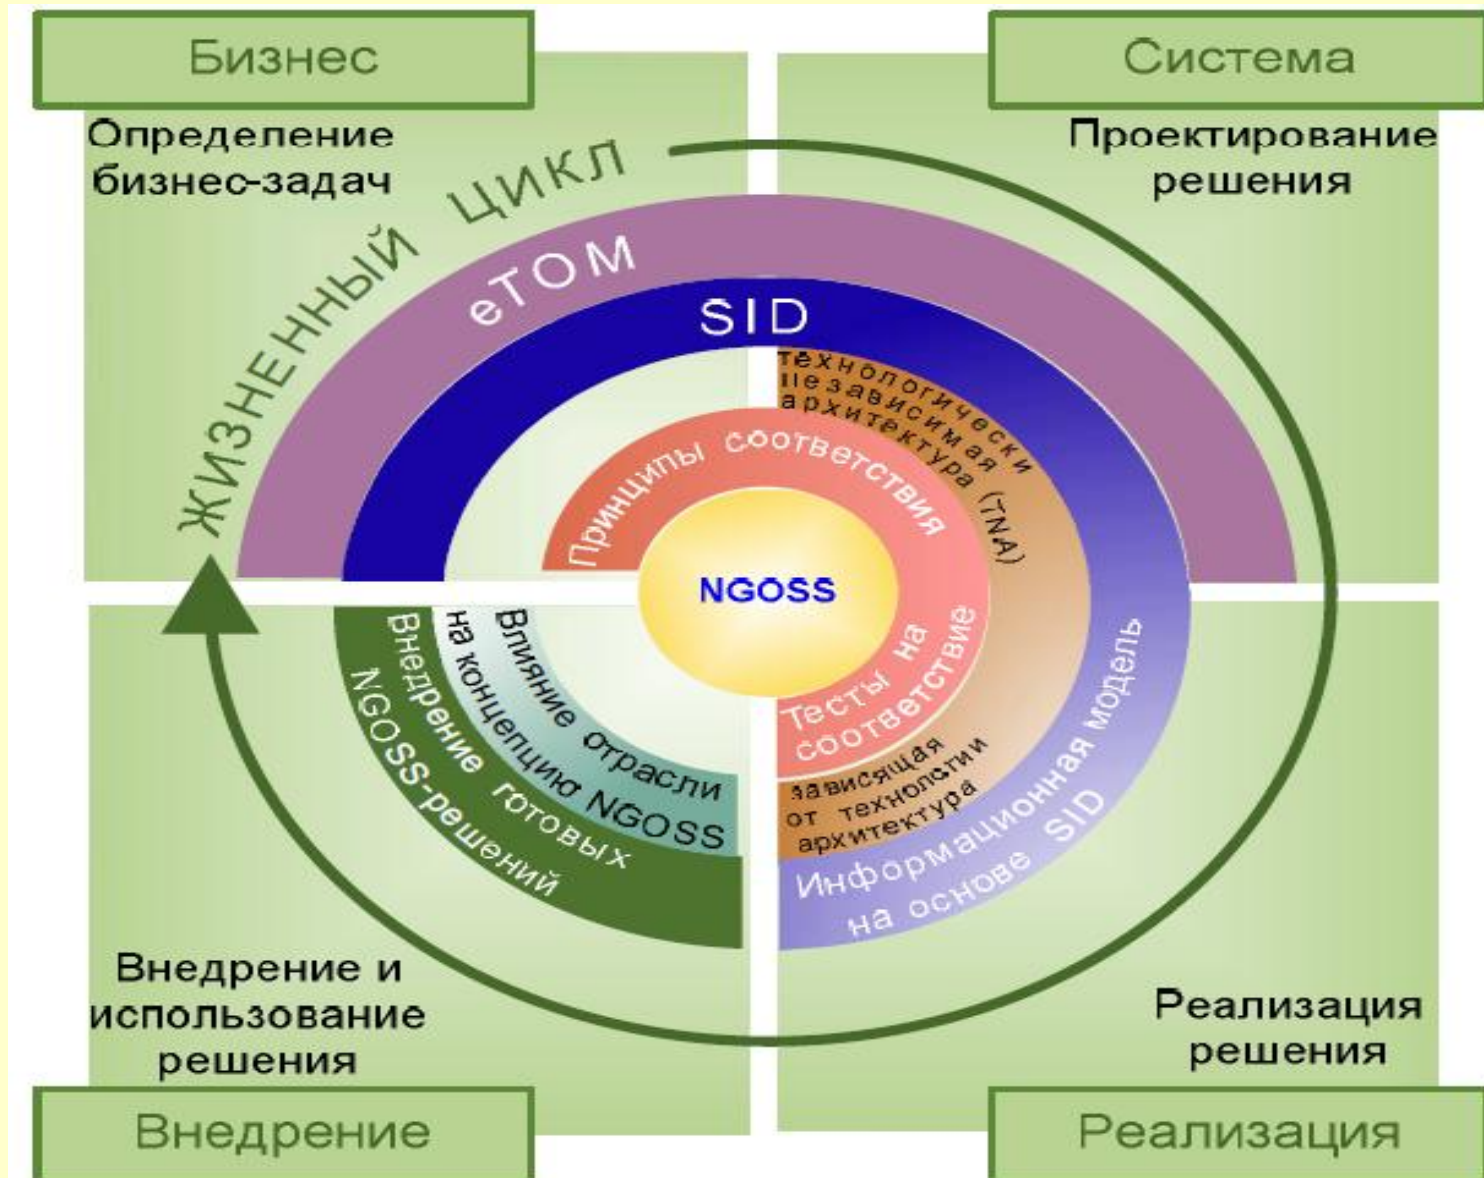 Бизнес
Система
Определение
бизнес-задач
Проектирование
решения
ЖИЗНЕННЫЙ ЦИКЛ
eTOM
SID
технологически
независимая
архитектура (TNA)
Принципы соответствия
NGOSS
Тесты на
соответствие
зависящая
от технологии
архитектура
Информационная модель
на основе SID
Влияние отрасли
на концепцию NGOSS
Внедрение готовых
NGOSS-решений
Внедрение и
использование
решения
Реализация
решения
Внедрение
Реализация